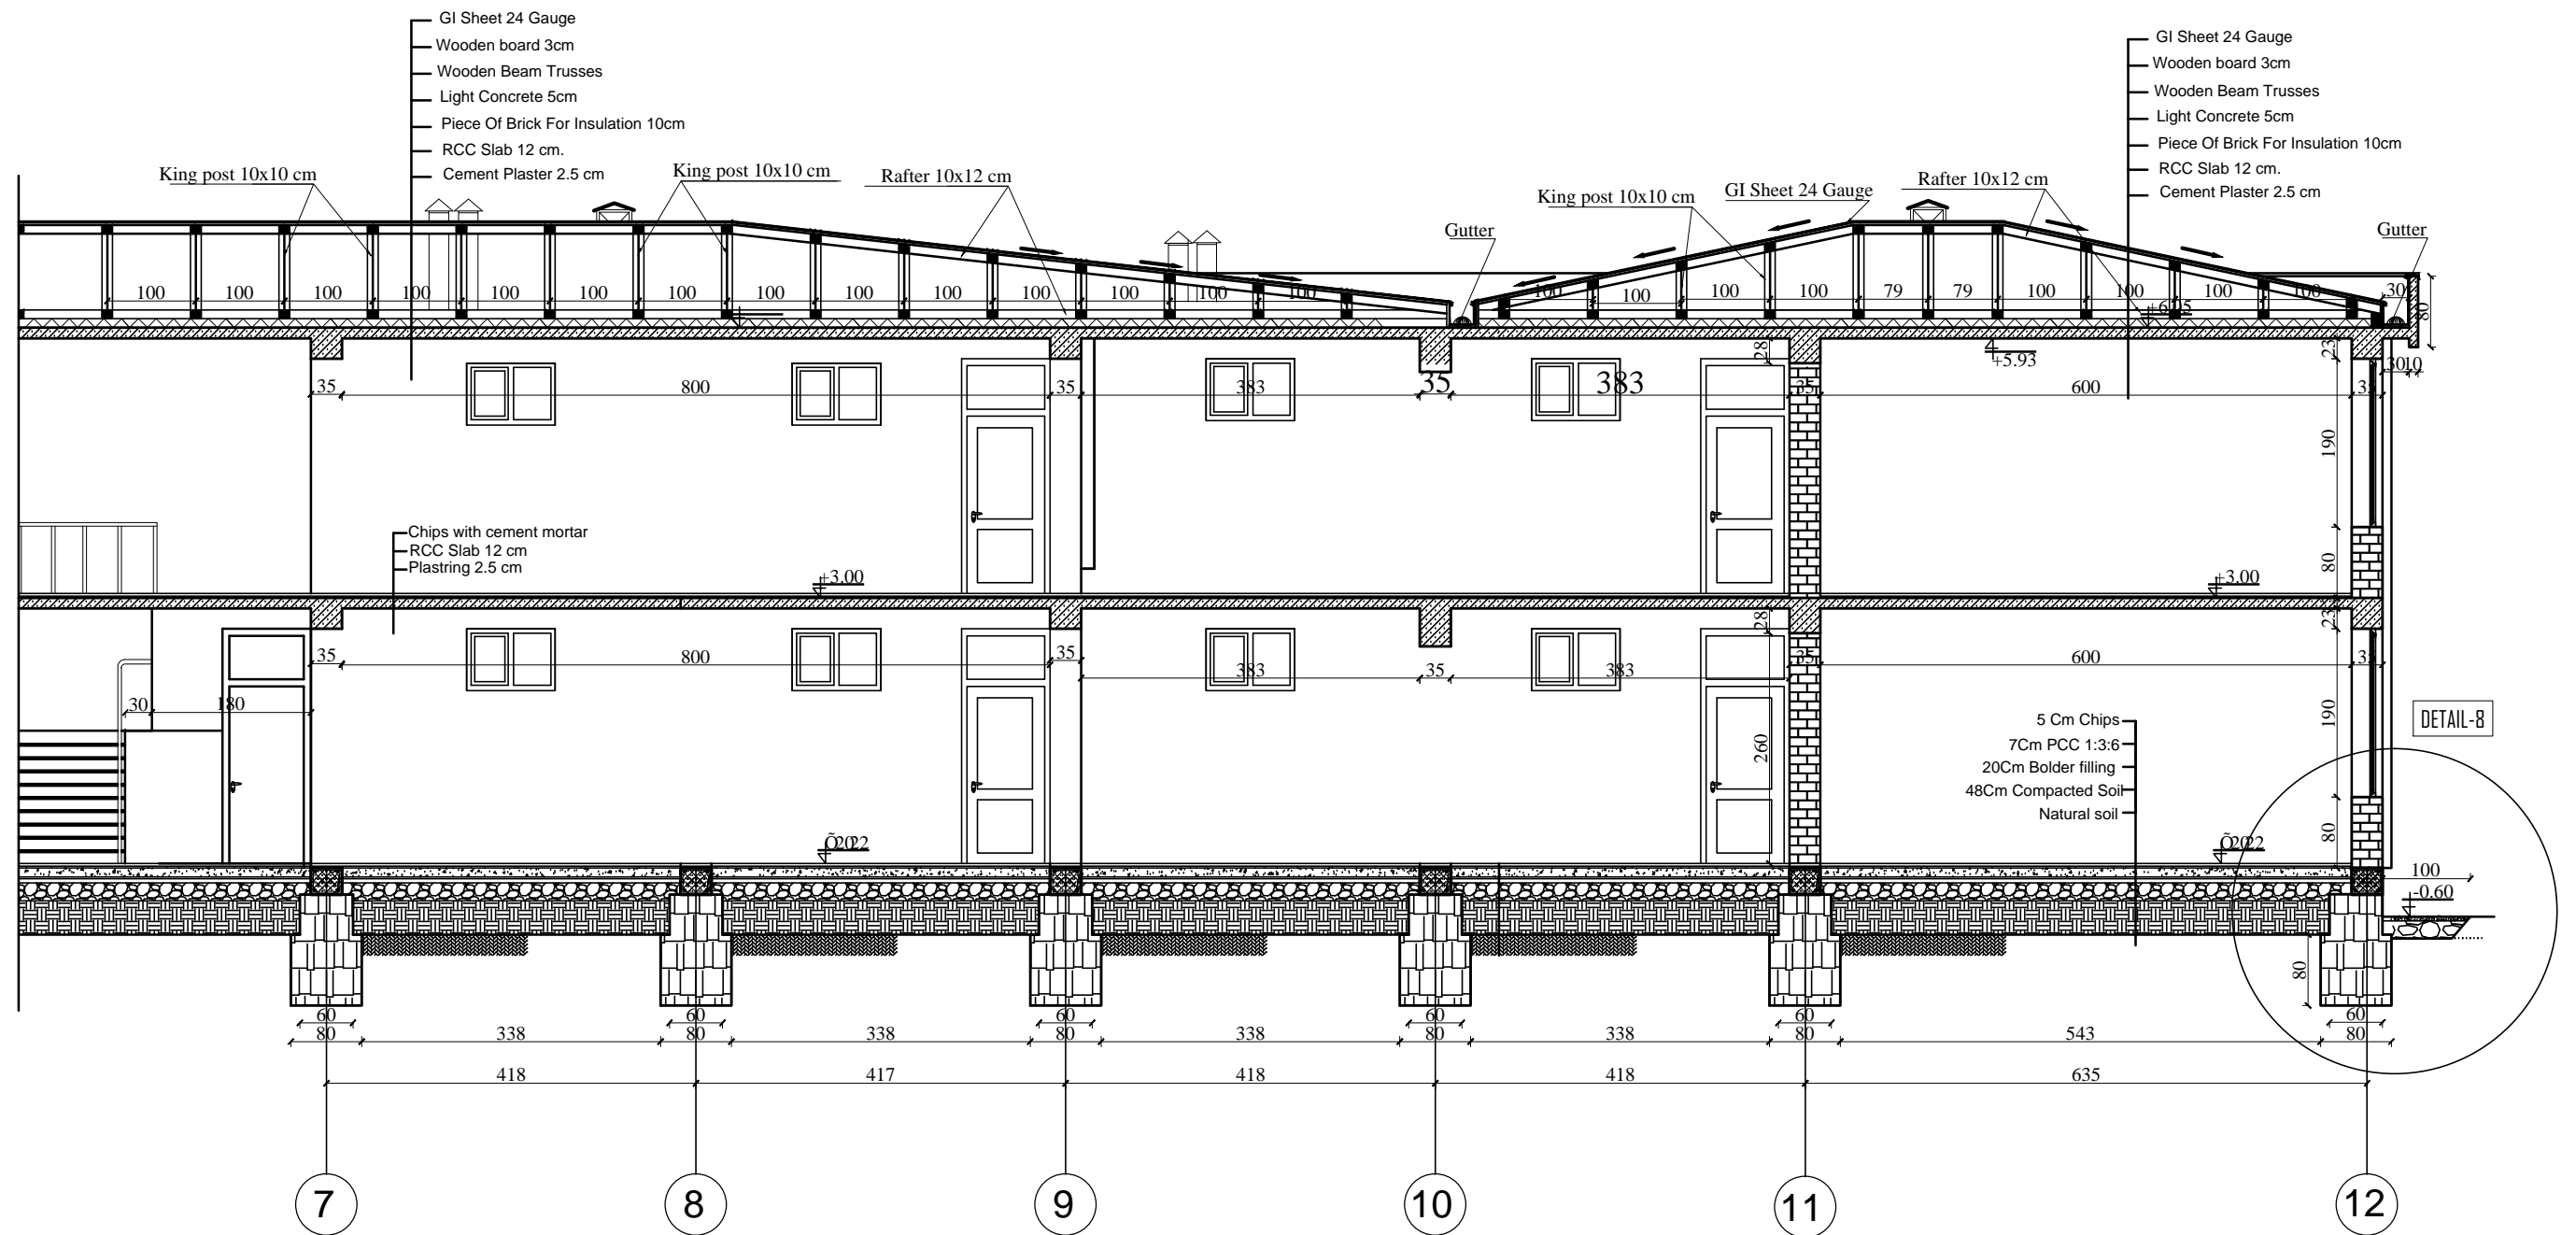 GI Sheet 24 Gauge
Wooden board 3cm
Wooden Beam Trusses
Light Concrete 5cm
Piece Of Brick For Insulation 10cm
RCC Slab 12 cm.
Cement Plaster 2.5 cm
GI Sheet 24 Gauge
Wooden board 3cm
Wooden Beam Trusses
Light Concrete 5cm
Piece Of Brick For Insulation 10cm
RCC Slab 12 cm.
Cement Plaster 2.5 cm
King post 10x10 cm
King post 10x10 cm
Rafter 10x12 cm
King post 10x10 cm
GI Sheet 24 Gauge
Rafter 10x12 cm
Gutter
Gutter
100 100 100 100 100 100 100 100 100 100 100 100 100 100
100 100 100 100 79 79 100 100 100 100 30
80
+6.05
+5.93
28
23
30 10
35 800 35 383 35 383 35 600 35
190
80
Chips with cement mortar
RCC Slab 12 cm
Plastring 2.5 cm
+3.00
+3.00
28
23
35 800 35 383 35 383 35 600 35
30 180
260
190
80
DETAIL-8
5 Cm Chips
7Cm PCC 1:3:6
20Cm Bolder filling
48Cm Compacted Soil
Natural soil
Õ2022
Õ2022
100
-0.60
80
60 60 60 60 60 60
80 338 80 338 80 338 80 338 80 543 80
418 417 418 418 635
7 8 9 10 11 12